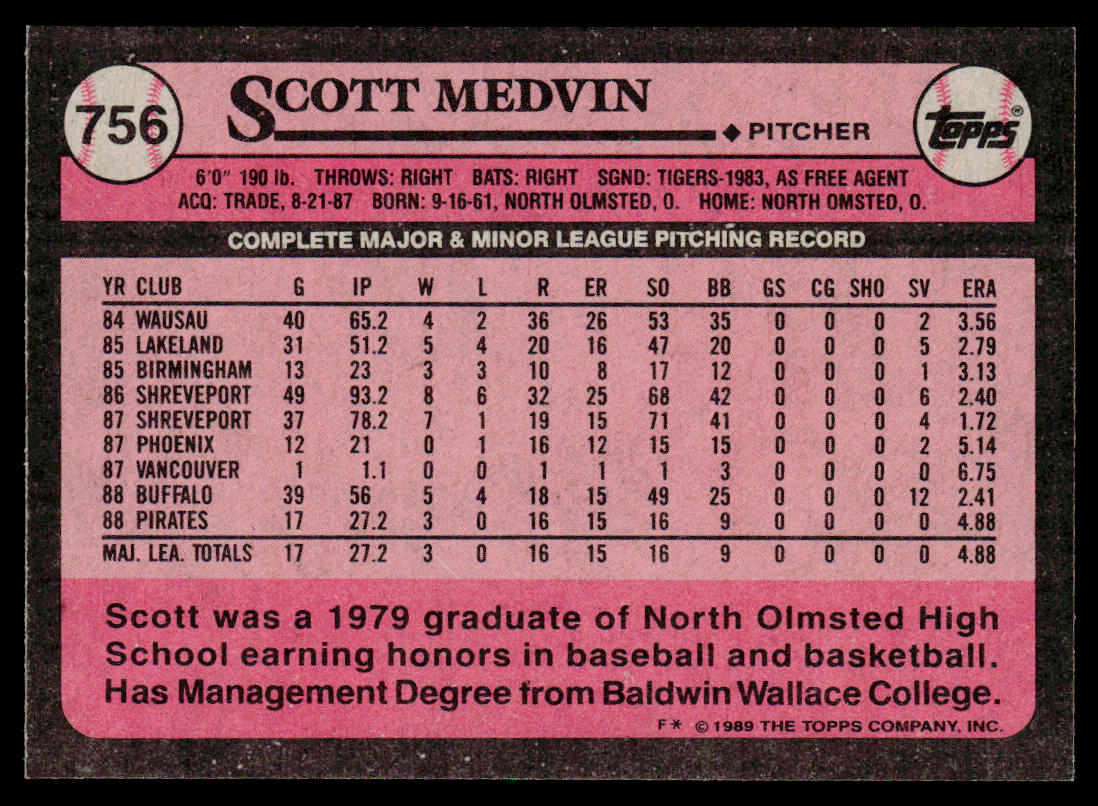 756
SCOTT MEDVIN
◆ PITCHER
TOPPS®
6'0" 190 lb. THROWS: RIGHT BATS: RIGHT SGND: TIGERS-1983, AS FREE AGENT
ACQ: TRADE, 8-21-87 BORN: 9-16-61, NORTH OLMSTED, O. HOME: NORTH OMSTED, O.
COMPLETE MAJOR & MINOR LEAGUE PITCHING RECORD
YR CLUB G IP W L R ER SO BB GS CG SHO SV ERA
84 WAUSAU 40 65.2 4 2 36 26 53 35 0 0 0 2 3.56
85 LAKELAND 31 51.2 5 4 20 16 47 20 0 0 0 5 2.79
85 BIRMINGHAM 13 23 3 3 10 8 17 12 0 0 0 1 3.13
86 SHREVEPORT 49 93.2 8 6 32 25 68 42 0 0 0 6 2.40
87 SHREVEPORT 37 78.2 7 1 19 15 71 41 0 0 0 4 1.72
87 PHOENIX 12 21 0 1 16 12 15 15 0 0 0 2 5.14
87 VANCOUVER 1 1.1 0 0 1 1 1 3 0 0 0 0 6.75
88 BUFFALO 39 56 5 4 18 15 49 25 0 0 0 12 2.41
88 PIRATES 17 27.2 3 0 16 15 16 9 0 0 0 0 4.88
MAJ. LEA. TOTALS 17 27.2 3 0 16 15 16 9 0 0 0 0 4.88
Scott was a 1979 graduate of North Olmsted High
School earning honors in baseball and basketball.
Has Management Degree from Baldwin Wallace College.
F* © 1989 THE TOPPS COMPANY, INC.